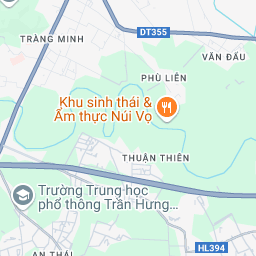 DT355
TRÀNG MINH
VĂN ĐẨU
PHÙ LIỄN
Khu sinh thái &
Ẩm thực Núi Vọ
THUẬN THIÊN
Trường Trung học
phổ thông Trần Hưng...
HL394
AN THÁI